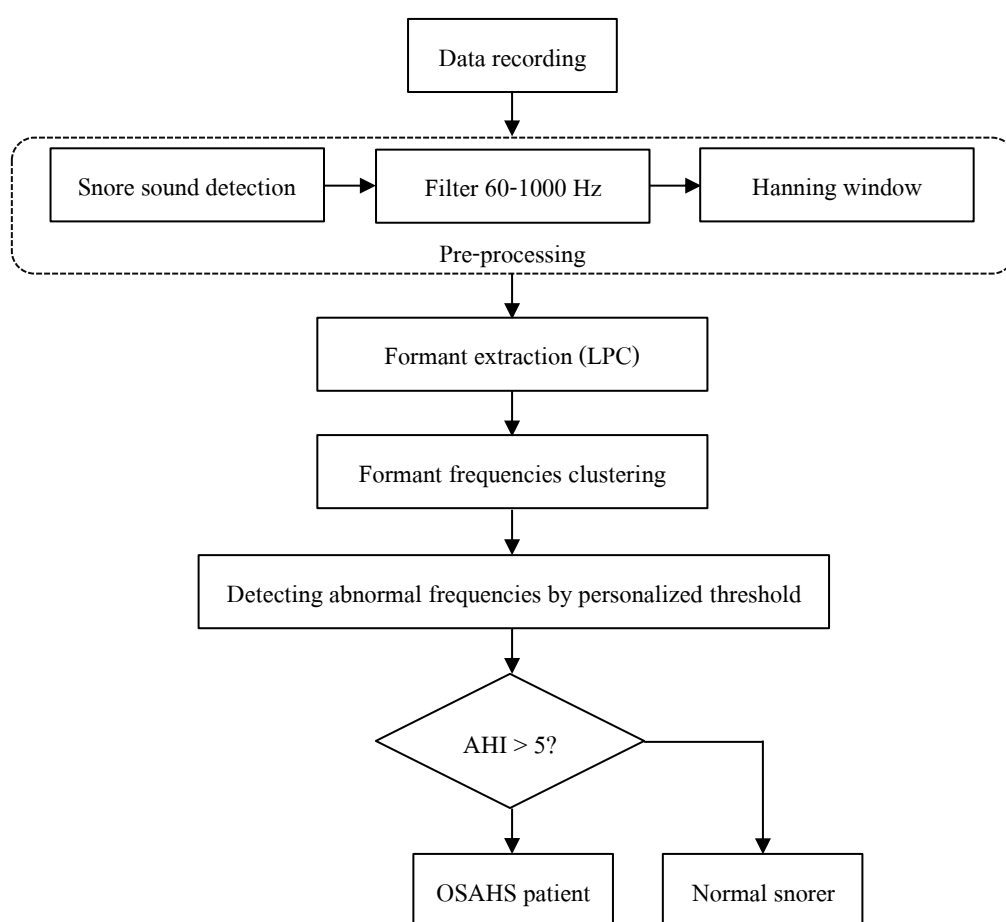 Data recording
Snore sound detection
Filter 60-1000 Hz
Hanning window
Pre-processing
Formant extraction (LPC)
Formant frequencies clustering
Detecting abnormal frequencies by personalized threshold
AHI > 5?
OSAHS patient
Normal snorer